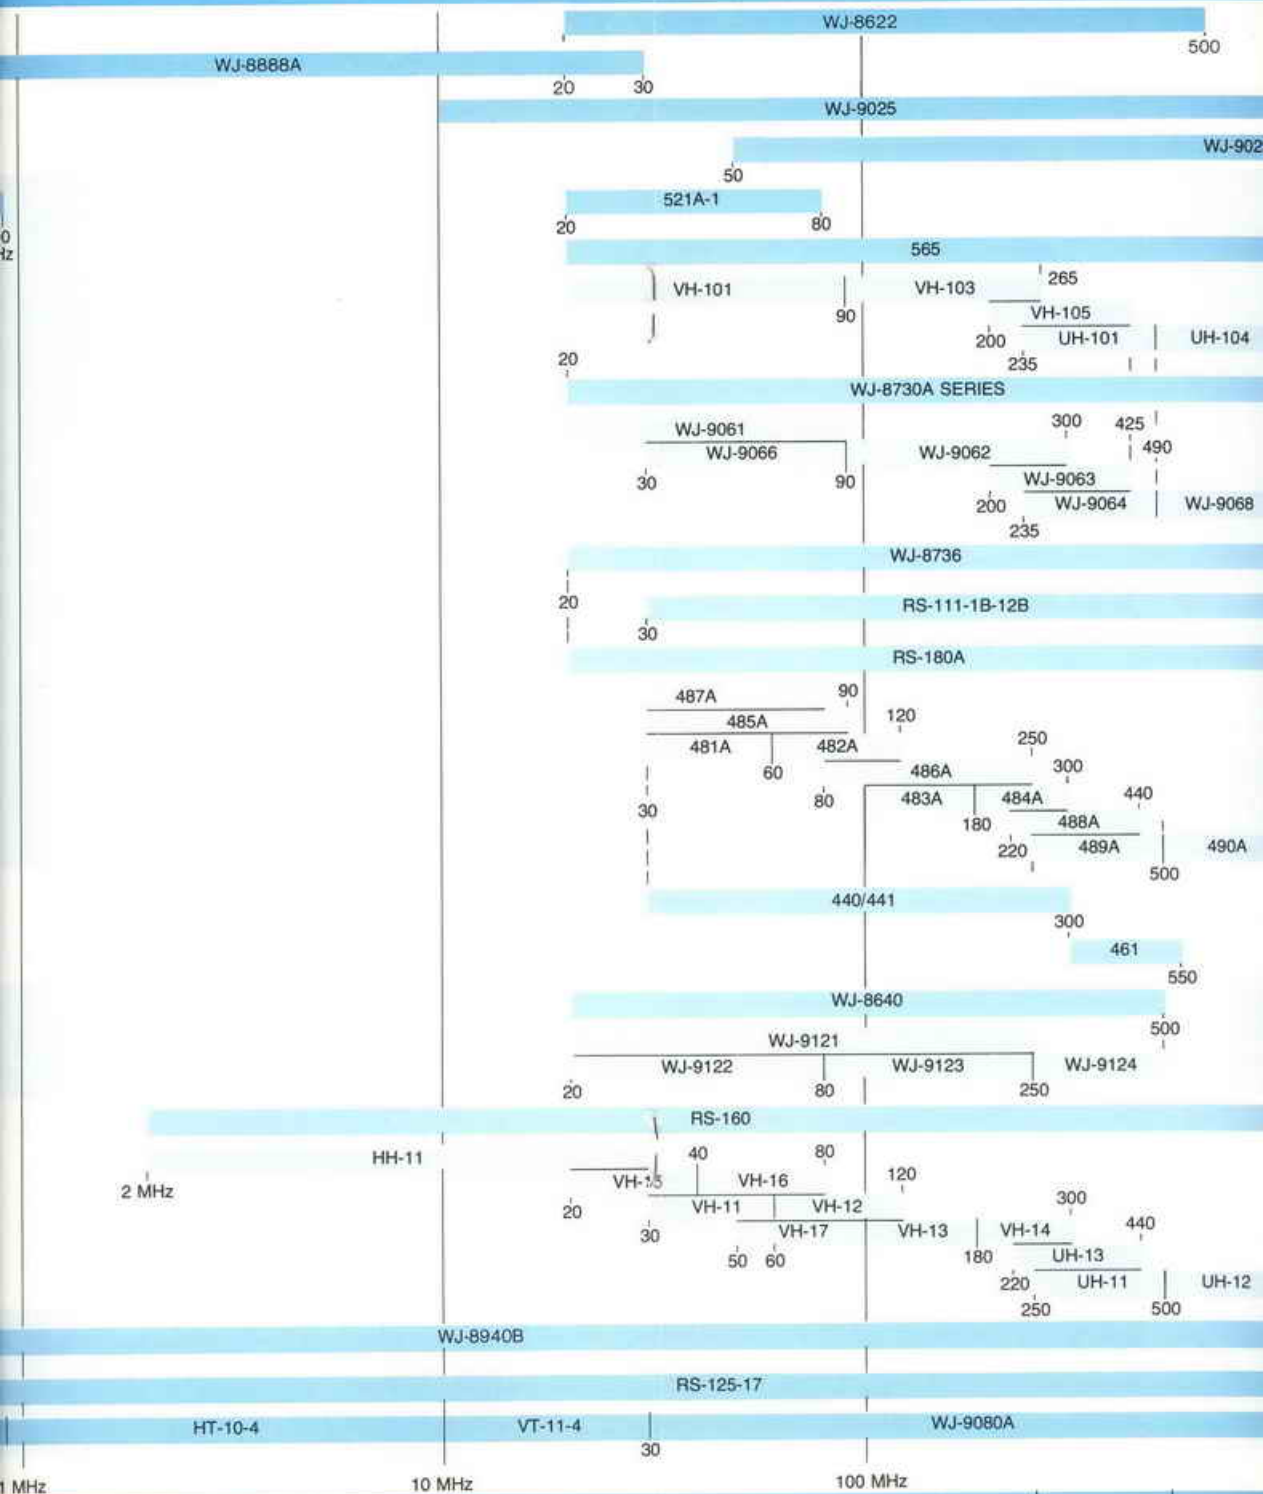 WJ-8622
500
WJ-8888A
20 30
WJ-9025
WJ-902
50
521A-1
20 80
0
Hz
565
VH-101 VH-103 265
90
VH-105
200 UH-101 UH-104
235
20
WJ-8730A SERIES
WJ-9061 300 425
WJ-9066 WJ-9062 490
30 90
WJ-9063
200 WJ-9064 WJ-9068
235
WJ-8736
20
RS-111-1B-12B
30
RS-180A
487A 90
485A 120
481A 482A 250
60 486A 300
80 483A 484A 440
30
180 488A
220 489A 490A
500
440/441
300
461
550
WJ-8640
500
WJ-9121
WJ-9122 WJ-9123 WJ-9124
20 80 250
RS-160
HH-11 40 80
2 MHz VH-15 VH-16 120
20 VH-11 VH-12 300
30 VH-17 VH-13 VH-14 440
50 60 180 UH-13
220 UH-11 UH-12
250 500
WJ-8940B
RS-125-17
HT-10-4 VT-11-4 WJ-9080A
30
1 MHz 10 MHz 100 MHz